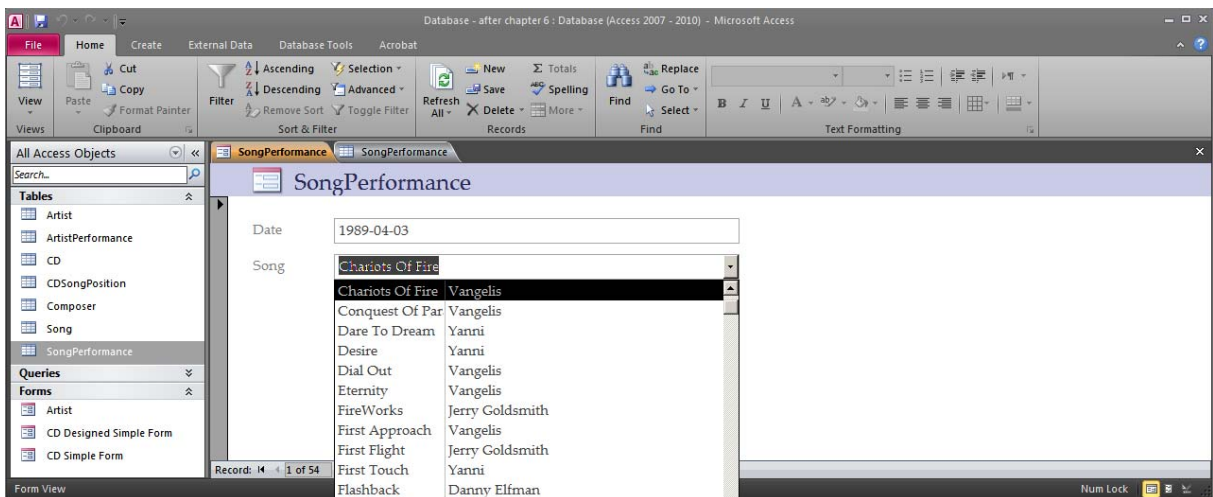 Database - after chapter 6 : Database (Access 2007 - 2010) - Microsoft Access
File Home Create External Data Database Tools Acrobat
View
Views
Paste
Cut
Copy
Format Painter
Clipboard
Filter
Ascending
Descending
Remove Sort
Selection
Advanced
Toggle Filter
Sort & Filter
Refresh All
New
Save
Delete
Totals
Spelling
More
Records
Find
Replace
Go To
Select
Find
B I U A
Text Formatting
All Access Objects
Search...
Tables
Artist
ArtistPerformance
CD
CDSongPosition
Composer
Song
SongPerformance
Queries
Forms
Artist
CD Designed Simple Form
CD Simple Form
SongPerformance SongPerformance
SongPerformance
Date 1989-04-03
Song Chariots Of Fire
Chariots Of Fire Vangelis
Conquest Of Par Vangelis
Dare To Dream Yanni
Desire Yanni
Dial Out Vangelis
Eternity Vangelis
FireWorks Jerry Goldsmith
First Approach Vangelis
First Flight Jerry Goldsmith
First Touch Yanni
Flashback Danny Elfman
Record: 1 of 54
Form View Num Lock